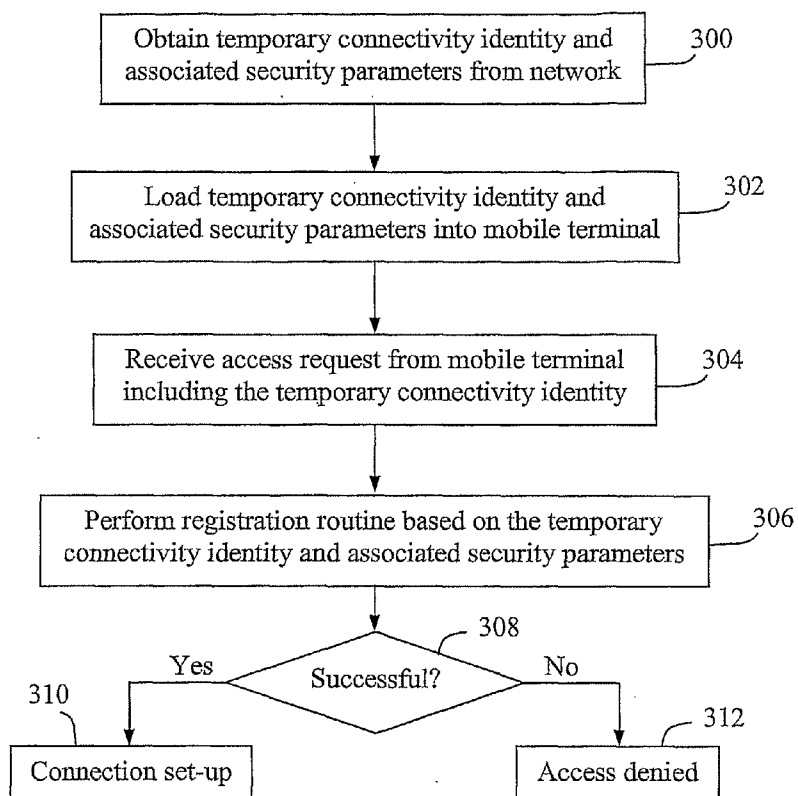 Obtain temporary connectivity identity and
associated security parameters from network
300
Load temporary connectivity identity and
associated security parameters into mobile terminal
302
Receive access request from mobile terminal
including the temporary connectivity identity
304
Perform registration routine based on the temporary
connectivity identity and associated security parameters
306
308
Yes
Successful?
No
310
312
Connection set-up
Access denied